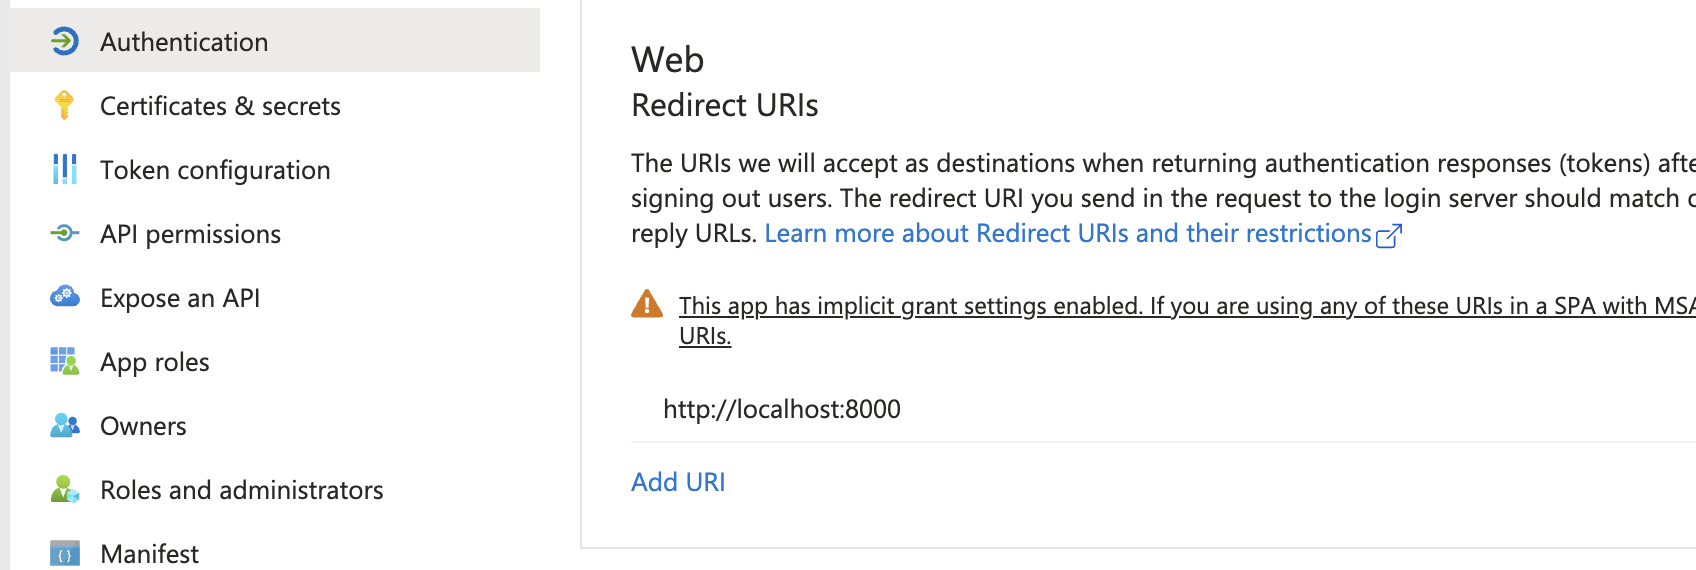 Authentication
Certificates & secrets
Token configuration
API permissions
Expose an API
App roles
Owners
Roles and administrators
Manifest
Web
Redirect URIs
The URIs we will accept as destinations when returning authentication responses (tokens) afte
signing out users. The redirect URI you send in the request to the login server should match o
reply URLs. Learn more about Redirect URIs and their restrictions
This app has implicit grant settings enabled. If you are using any of these URIs in a SPA with MSA
URIs.
http://localhost:8000
Add URI